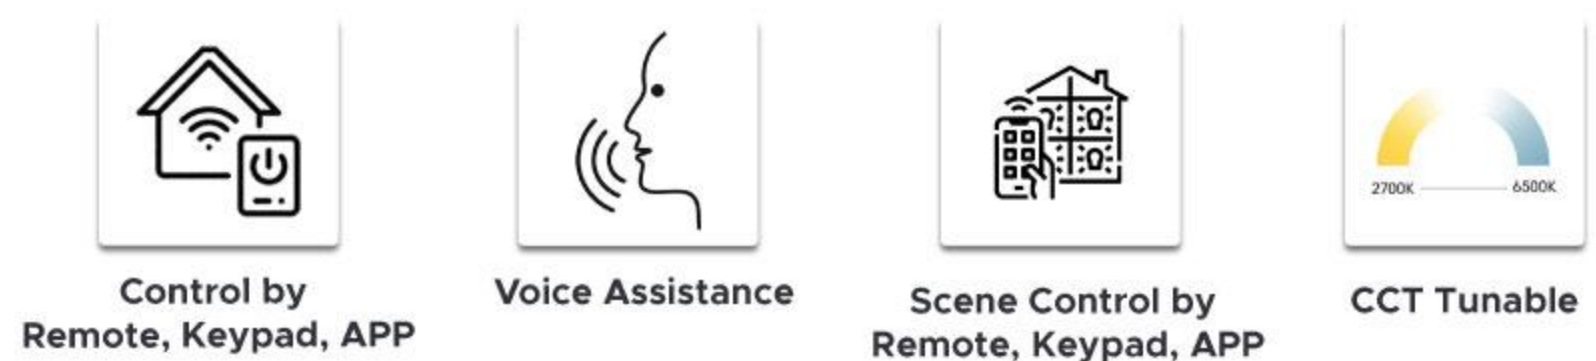 Control by
Remote, Keypad, APP
Voice Assistance
Scene Control by
Remote, Keypad, APP
2700K
6500K
CCT Tunable